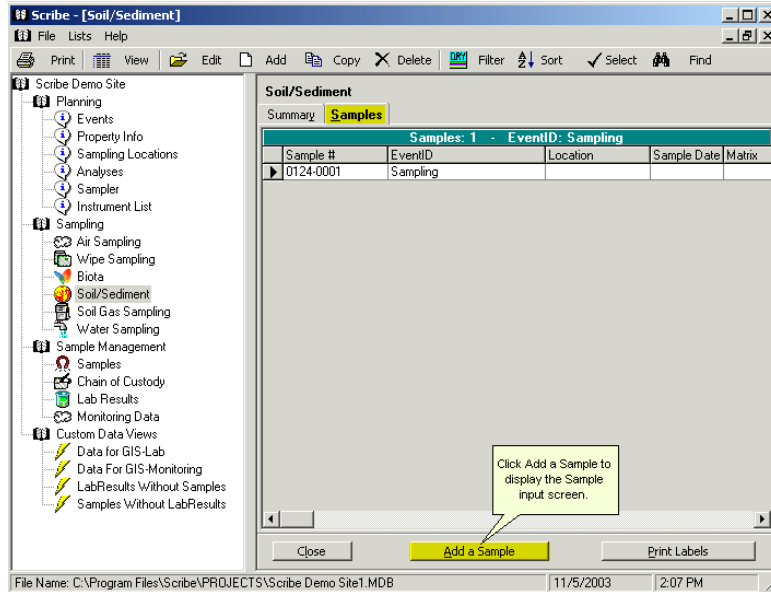 Scribe - [Soil/Sediment]
File Lists Help
Print View Edit Add Copy Delete DRY Filter A Z Sort Select Find
Scribe Demo Site
Planning
Events
Property Info
Sampling Locations
Analyses
Sampler
Instrument List
Sampling
Air Sampling
Wipe Sampling
Biota
Soil/Sediment
Soil Gas Sampling
Water Sampling
Sample Management
Samples
Chain of Custody
Lab Results
Monitoring Data
Custom Data Views
Data for GIS-Lab
Data For GIS-Monitoring
LabResults Without Samples
Samples Without LabResults
Soil/Sediment
Summary Samples
Samples: 1 - EventID: Sampling
Sample # EventID Location Sample Date Matrix
0124-0001 Sampling
Click Add a Sample to
display the Sample
input screen.
Close Add a Sample Print Labels
File Name: C:\Program Files\Scribe\PROJECTS\Scribe Demo Site1.MDB 11/5/2003 2:07 PM